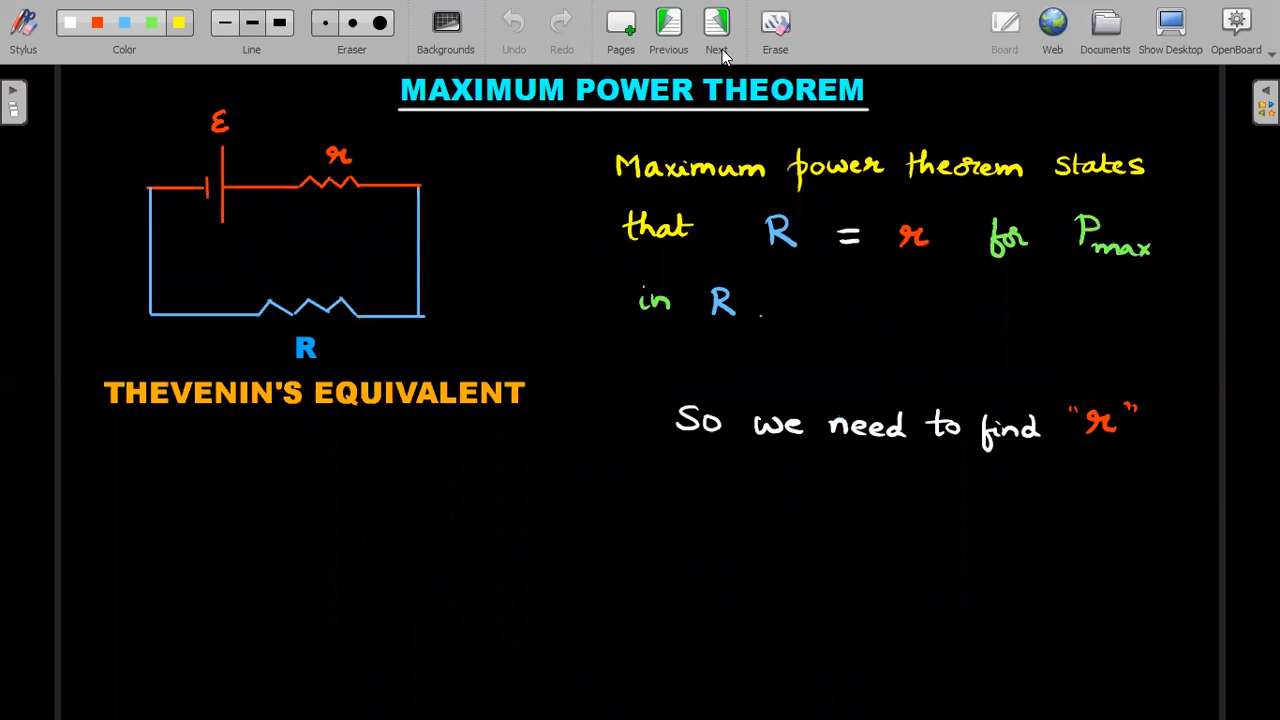 Stylus
Color
Line
Eraser
Backgrounds
Undo
Redo
Pages
Previous
Next
Erase
Board
Web
Documents
Show Desktop
OpenBoard
MAXIMUM POWER THEOREM
ε
r
R
THEVENIN'S EQUIVALENT
Maximum power theorem states
that R = r for Pmax
in R .
So we need to find "r"